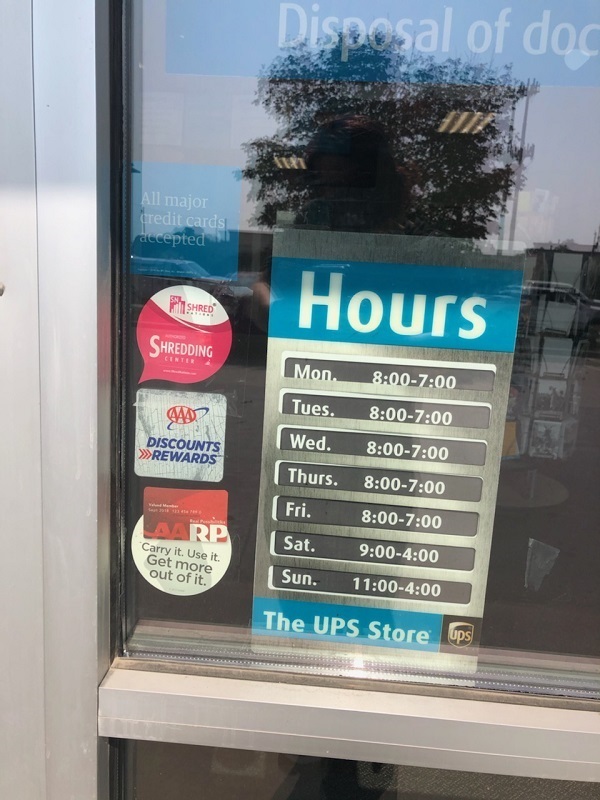 Disposal of doc
All major
credit cards
accepted
SN SHRED
SHREDDING
CENTER
AAA
DISCOUNTS
REWARDS
AARP
Carry it. Use it.
Get more
out of it.
Hours
Mon. 8:00-7:00
Tues. 8:00-7:00
Wed. 8:00-7:00
Thurs. 8:00-7:00
Fri. 8:00-7:00
Sat. 9:00-4:00
Sun. 11:00-4:00
The UPS Store
ups